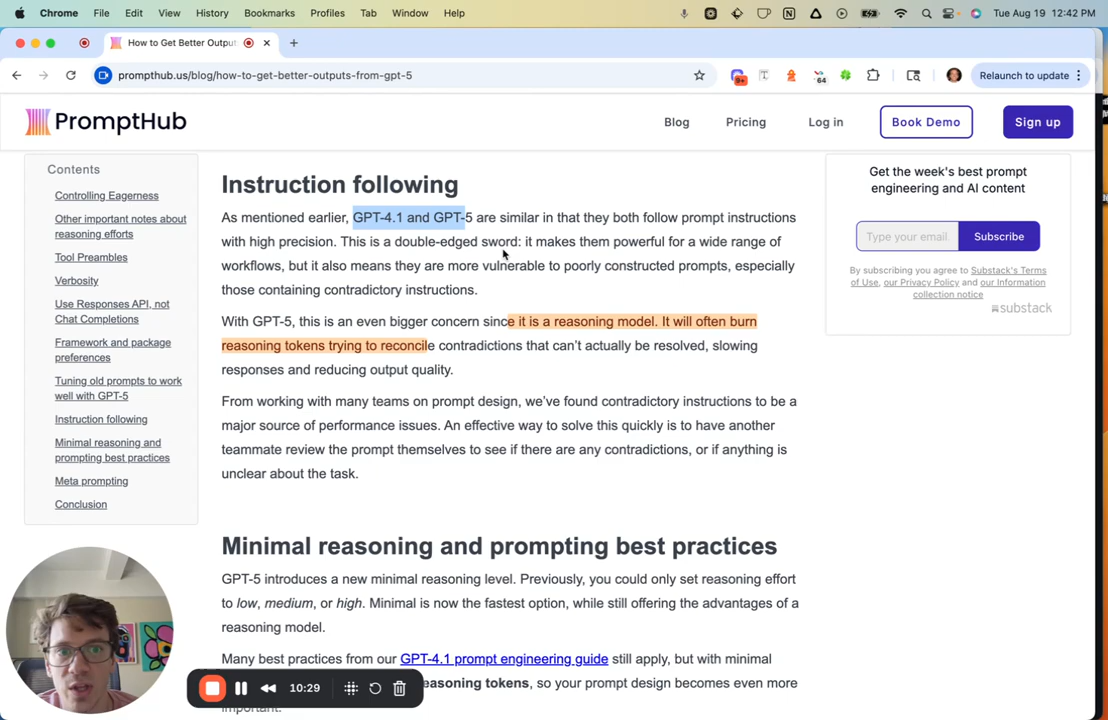 Chrome File Edit View History Bookmarks Profiles Tab Window Help Tue Aug 19 12:42 PM
How to Get Better Outpu
prompthub.us/blog/how-to-get-better-outputs-from-gpt-5 9+ 64 Relaunch to update
PromptHub Blog Pricing Log in Book Demo Sign up
Contents
Controlling Eagerness
Other important notes about
reasoning efforts
Tool Preambles
Verbosity
Use Responses API, not
Chat Completions
Framework and package
preferences
Tuning old prompts to work
well with GPT-5
Instruction following
Minimal reasoning and
prompting best practices
Meta prompting
Conclusion
Instruction following
As mentioned earlier, GPT-4.1 and GPT-5 are similar in that they both follow prompt instructions
with high precision. This is a double-edged sword: it makes them powerful for a wide range of
workflows, but it also means they are more vulnerable to poorly constructed prompts, especially
those containing contradictory instructions.
With GPT-5, this is an even bigger concern since it is a reasoning model. It will often burn
reasoning tokens trying to reconcile contradictions that can’t actually be resolved, slowing
responses and reducing output quality.
From working with many teams on prompt design, we’ve found contradictory instructions to be a
major source of performance issues. An effective way to solve this quickly is to have another
teammate review the prompt themselves to see if there are any contradictions, or if anything is
unclear about the task.
Minimal reasoning and prompting best practices
GPT-5 introduces a new minimal reasoning level. Previously, you could only set reasoning effort
to low, medium, or high. Minimal is now the fastest option, while still offering the advantages of a
reasoning model.
Many best practices from our GPT-4.1 prompt engineering guide still apply, but with minimal
easoning tokens, so your prompt design becomes even more
important.
Get the week's best prompt
engineering and AI content
Type your email Subscribe
By subscribing you agree to Substack's Terms
of Use, our Privacy Policy and our Information
collection notice
substack
10:29